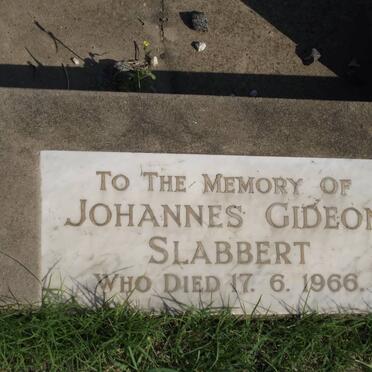 TO THE MEMORY OF
JOHANNES GIDEON
SLABBERT
WHO DIED 17. 6. 1966.